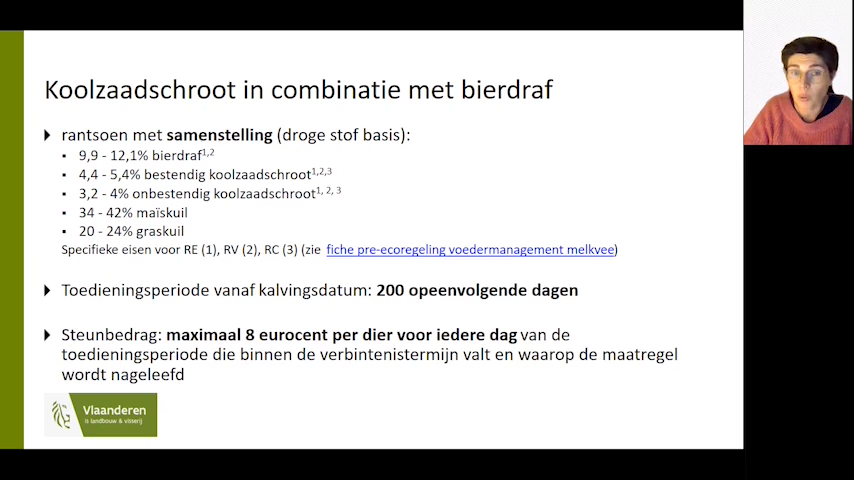 Koolzaadschroot in combinatie met bierdraf
rantsoen met samenstelling (droge stof basis):
9,9 - 12,1% bierdraf1,2
4,4 - 5,4% bestendig koolzaadschroot1,2,3
3,2 - 4% onbestendig koolzaadschroot1, 2, 3
34 - 42% maïskuil
20 - 24% graskuil
Specifieke eisen voor RE (1), RV (2), RC (3) (zie fiche pre-ecoregeling voedermanagement melkvee)
Toedieningsperiode vanaf kalvingsdatum: 200 opeenvolgende dagen
Steunbedrag: maximaal 8 eurocent per dier voor iedere dag van de
toedieningsperiode die binnen de verbintenistermijn valt en waarop de maatregel
wordt nageleefd
Vlaanderen
is landbouw & visserij